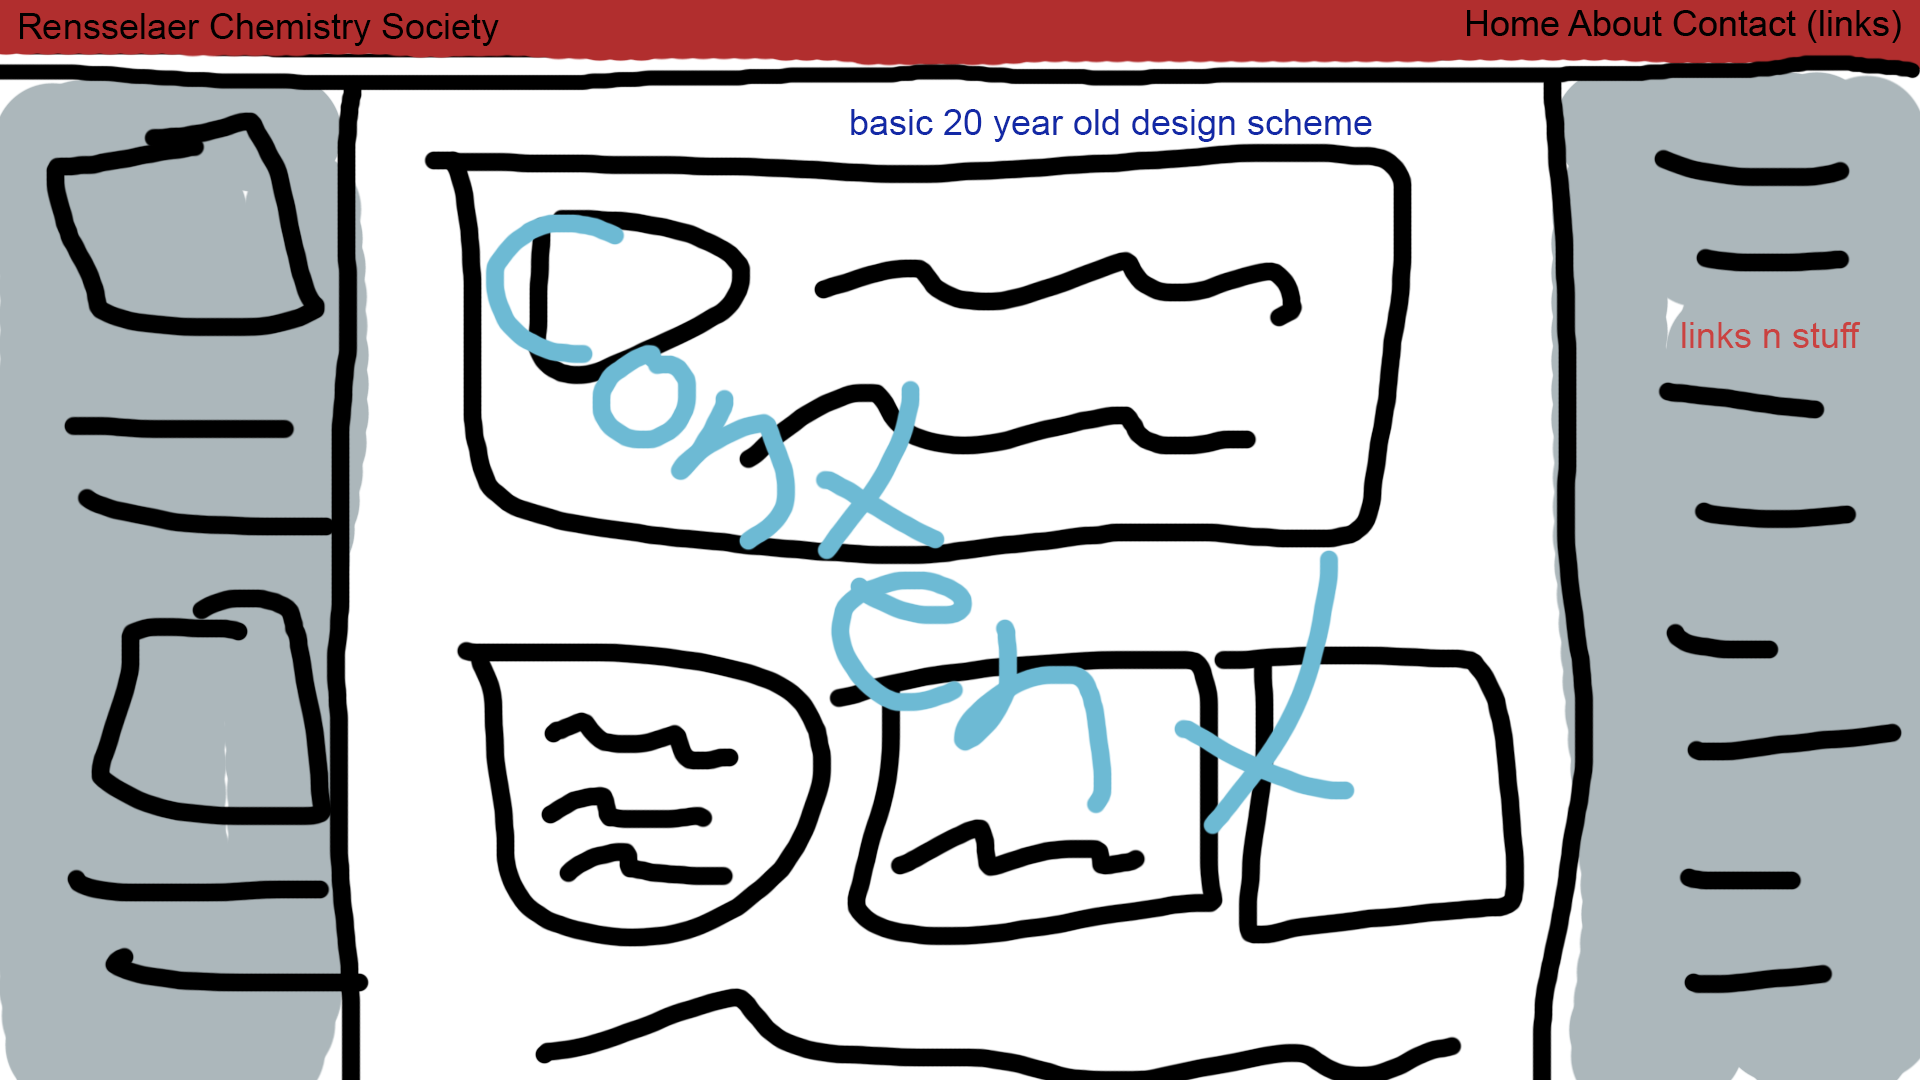 Rensselaer Chemistry Society
Home About Contact (links)
basic 20 year old design scheme
links n stuff
Content